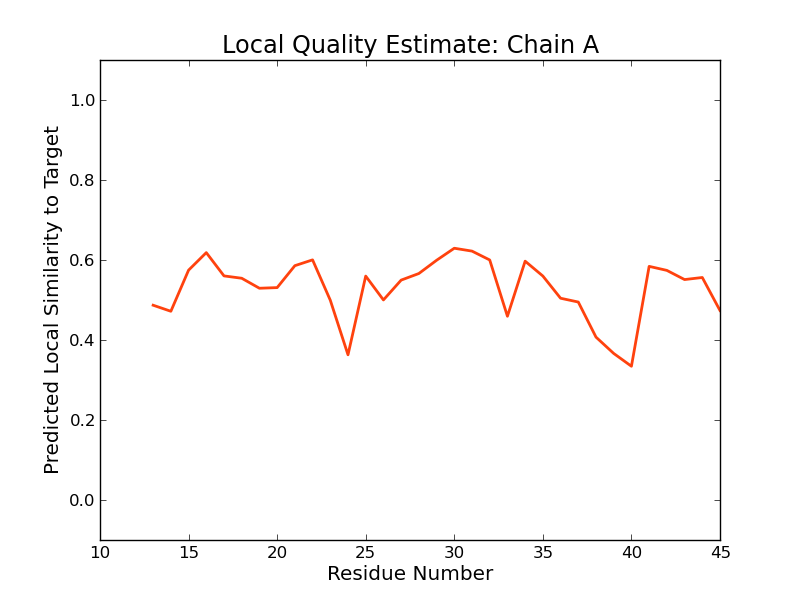 Local Quality Estimate: Chain A
Predicted Local Similarity to Target
1.0
0.8
0.6
0.4
0.2
0.0
10 15 20 25 30 35 40 45
Residue Number